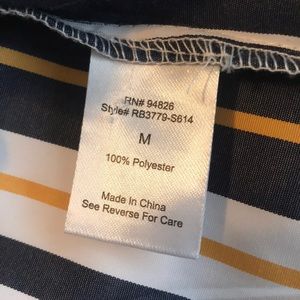 RN# 94826
Style# RB3779-S614
M
100% Polyester
Made In China
See Reverse For Care